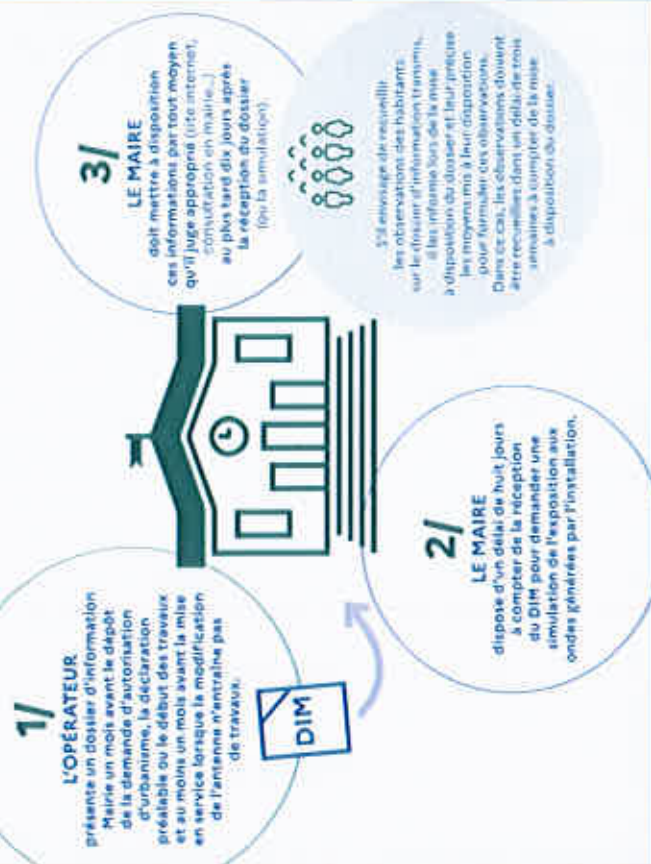 1/
L'OPÉRATEUR
présente un dossier d'information
Mairie un mois avant le dépôt
de la demande d'autorisation
d'urbanisme, la déclaration
préalable ou le début des travaux
et au moins un mois avant la mise
en service lorsque la modification
de l'antenne n'entraîne pas
de travaux.
DIM
2/
LE MAIRE
dispose d'un délai de huit jours
à compter de la réception
du DIM pour demander une
simulation de l'exposition aux
ondes générées par l'installation.
3/
LE MAIRE
doit mettre à disposition
ces informations par tout moyen
qu'il juge approprié (site internet,
consultation en mairie...)
au plus tard dix jours après
la réception du dossier
(ou la simulation).
S'il envisage de recueillir
les observations des habitants
sur le dossier d'information transmis,
il les informe lors de la mise
à disposition du dossier et leur précise
les moyens mis à leur disposition
pour formuler ces observations.
Dans ce cas, les observations doivent
être recueillies dans un délai de trois
semaines à compter de la mise
à disposition du dossier.